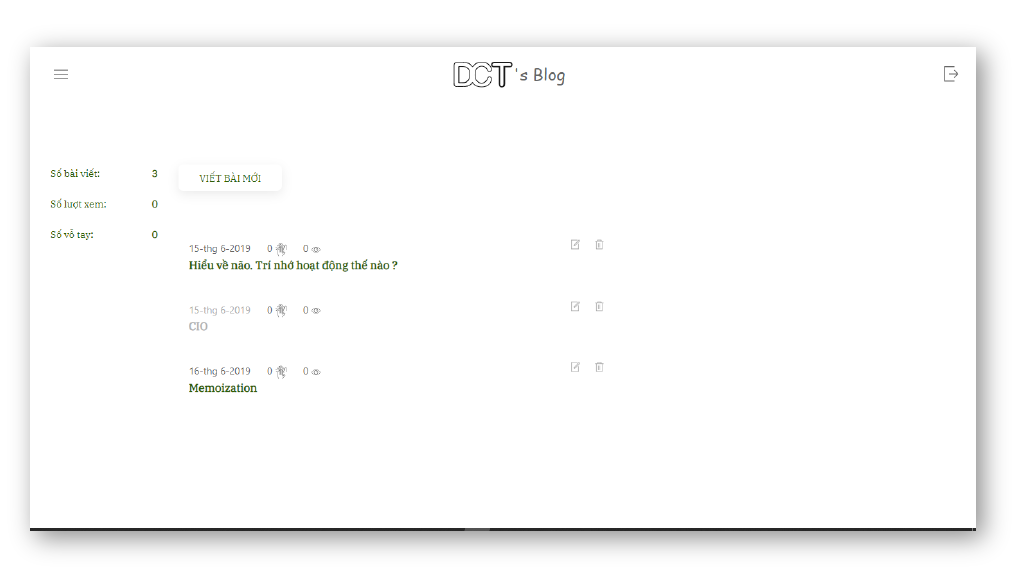 DCT's Blog
Số bài viết: 3
Số lượt xem: 0
Số vỗ tay: 0
VIẾT BÀI MỚI
15-thg 6-2019 0 0
Hiểu về não. Trí nhớ hoạt động thế nào ?
15-thg 6-2019 0 0
CIO
16-thg 6-2019 0 0
Memoization